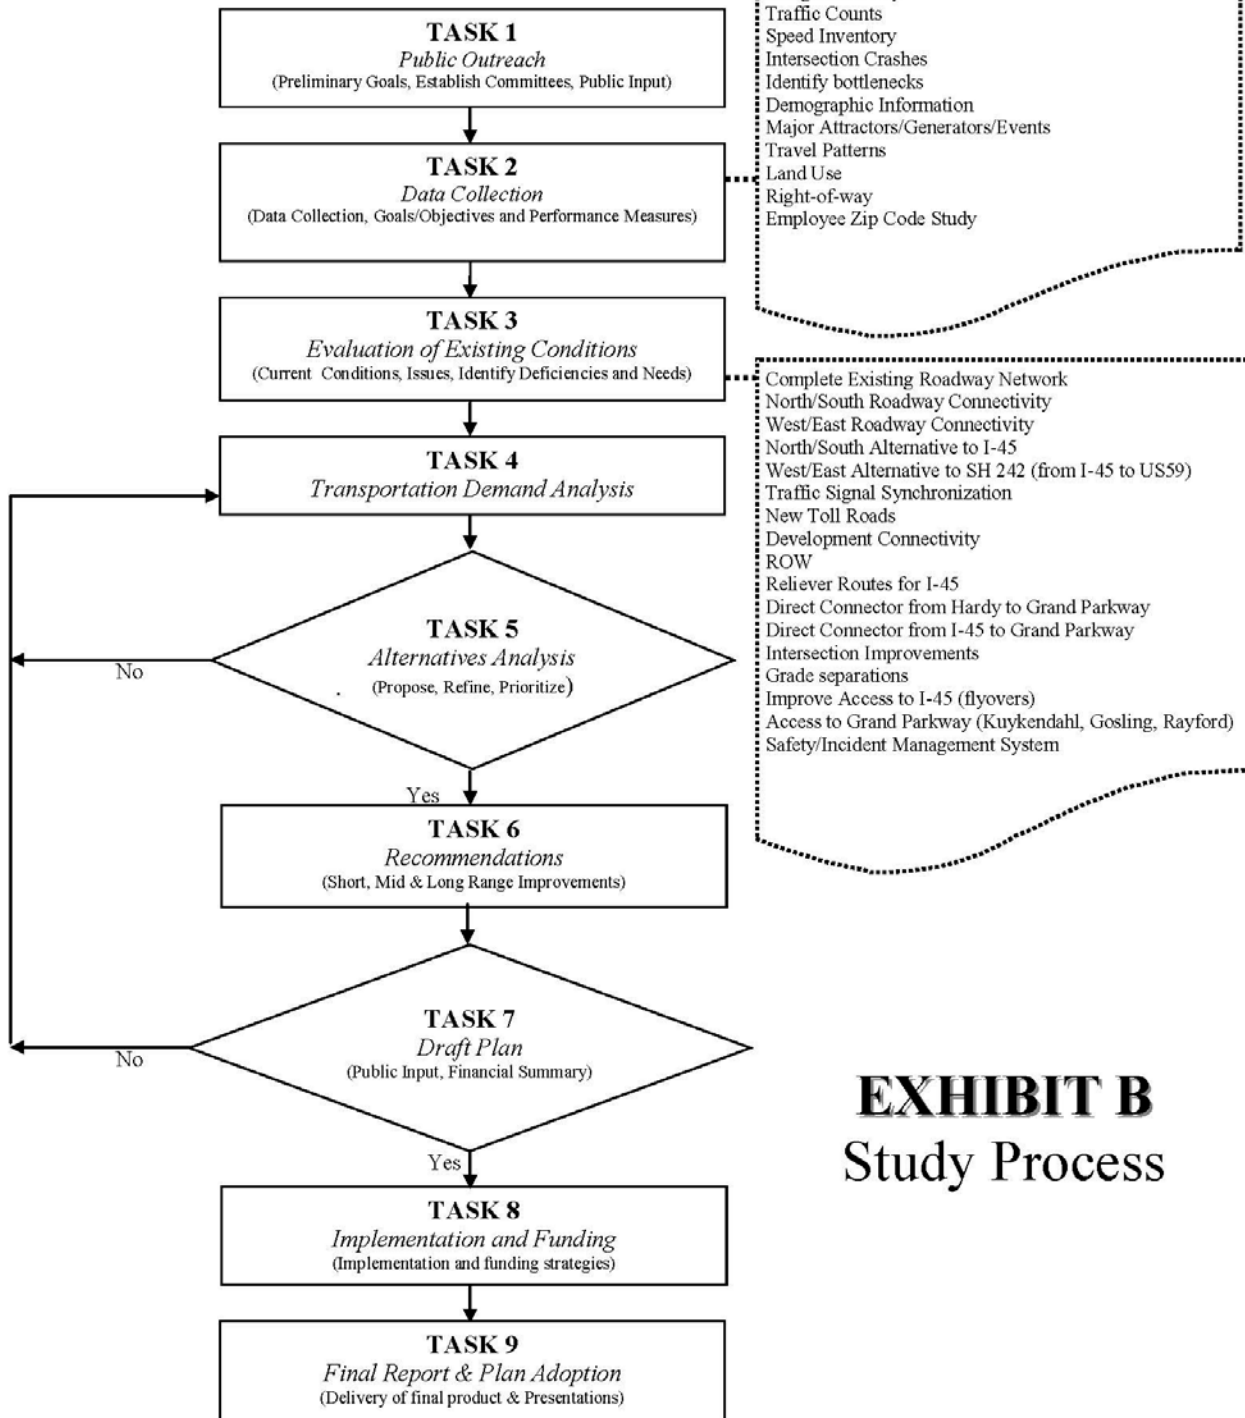 TASK 1
Public Outreach
(Preliminary Goals, Establish Committees, Public Input)
TASK 2
Data Collection
(Data Collection, Goals/Objectives and Performance Measures)
TASK 3
Evaluation of Existing Conditions
(Current Conditions, Issues, Identify Deficiencies and Needs)
TASK 4
Transportation Demand Analysis
TASK 5
Alternatives Analysis
(Propose, Refine, Prioritize)
No
Yes
TASK 6
Recommendations
(Short, Mid & Long Range Improvements)
TASK 7
Draft Plan
(Public Input, Financial Summary)
No
Yes
TASK 8
Implementation and Funding
(Implementation and funding strategies)
TASK 9
Final Report & Plan Adoption
(Delivery of final product & Presentations)
Traffic Counts
Speed Inventory
Intersection Crashes
Identify bottlenecks
Demographic Information
Major Attractors/Generators/Events
Travel Patterns
Land Use
Right-of-way
Employee Zip Code Study
Complete Existing Roadway Network
North/South Roadway Connectivity
West/East Roadway Connectivity
North/South Alternative to I-45
West/East Alternative to SH 242 (from I-45 to US59)
Traffic Signal Synchronization
New Toll Roads
Development Connectivity
ROW
Reliever Routes for I-45
Direct Connector from Hardy to Grand Parkway
Direct Connector from I-45 to Grand Parkway
Intersection Improvements
Grade separations
Improve Access to I-45 (flyovers)
Access to Grand Parkway (Kuykendahl, Gosling, Rayford)
Safety/Incident Management System
EXHIBIT B
Study Process